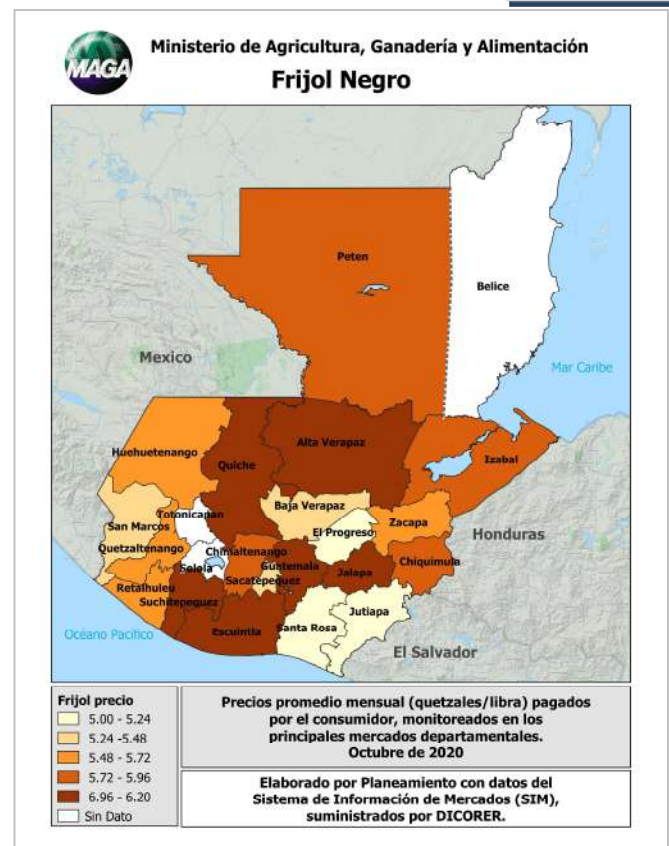 MAGA
Ministerio de Agricultura, Ganadería y Alimentación
Frijol Negro
Peten
Belice
Mexico
Mar Caribe
Huehuetenango
Quiche
Alta Verapaz
Izabal
San Marcos
Totonicapan
Baja Verapaz
El Progreso
Zacapa
Honduras
Quetzaltenango
Chimaltenango
Solola
Guatemala
Jalapa
Chiquimula
Retalhuleu
Sacatepequez
Suchitepequez
Jutiapa
Océano Pacífico
Escuintla
Santa Rosa
El Salvador
Frijol precio
5.00 - 5.24
5.24 -5.48
5.48 - 5.72
5.72 - 5.96
6.96 - 6.20
Sin Dato
Precios promedio mensual (quetzales/libra) pagados
por el consumidor, monitoreados en los
principales mercados departamentales.
Octubre de 2020
Elaborado por Planeamiento con datos del
Sistema de Información de Mercados (SIM),
suministrados por DICORER.